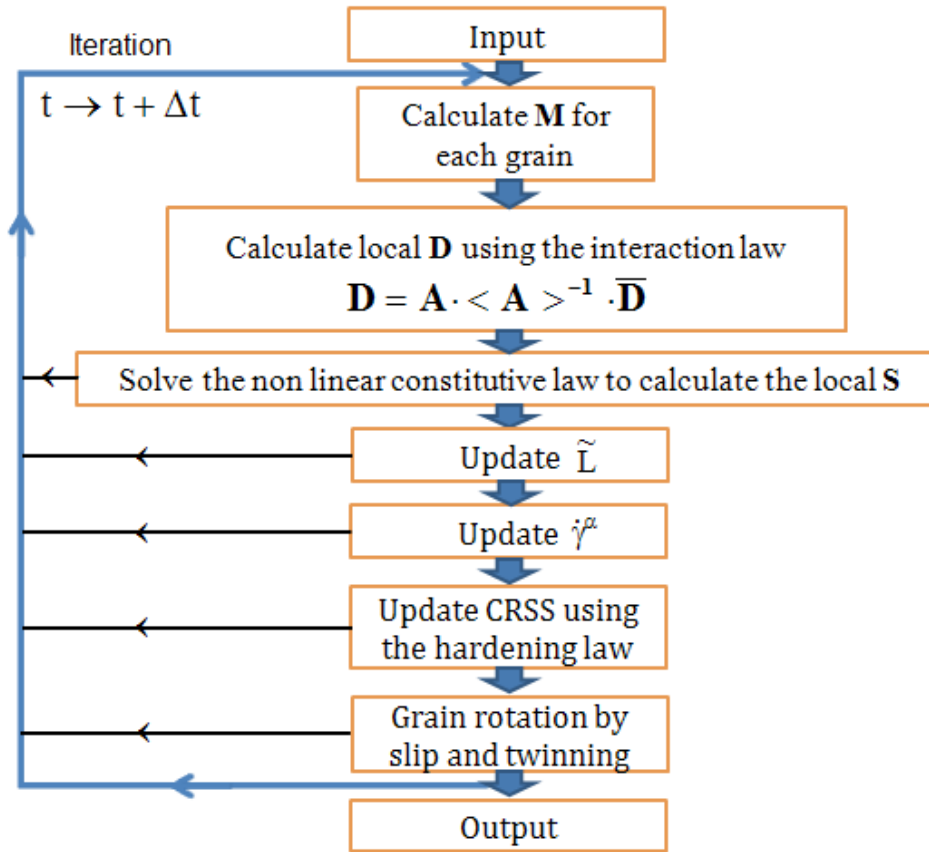 Input
Iteration
t → t + Δt
Calculate M for
each grain
Calculate local D using the interaction law
D = A · < A >⁻¹ · D̅
Solve the non linear constitutive law to calculate the local S
Update L̃
Update γ̇ᵅ
Update CRSS using
the hardening law
Grain rotation by
slip and twinning
Output